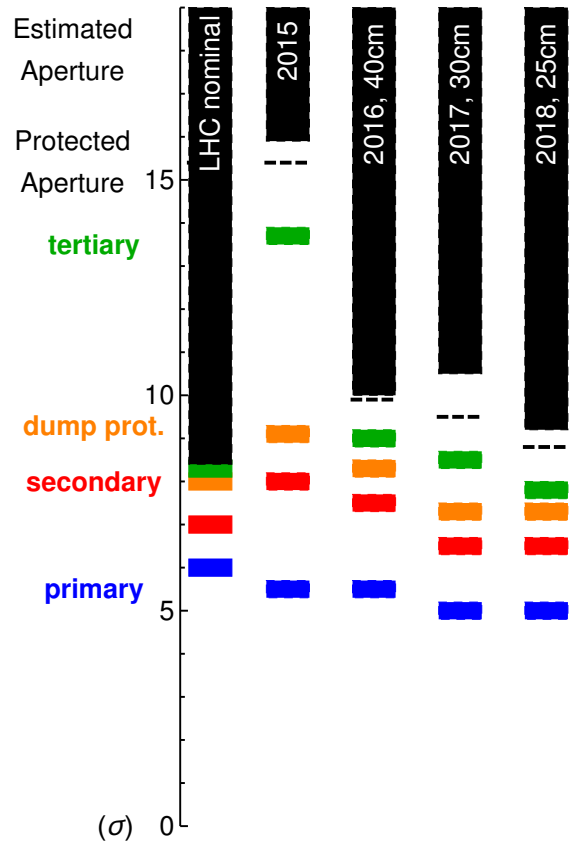 Estimated
Aperture
Protected
Aperture
tertiary
dump prot.
secondary
primary
(σ)
15
10
5
0
LHC nominal
2015
2016, 40cm
2017, 30cm
2018, 25cm